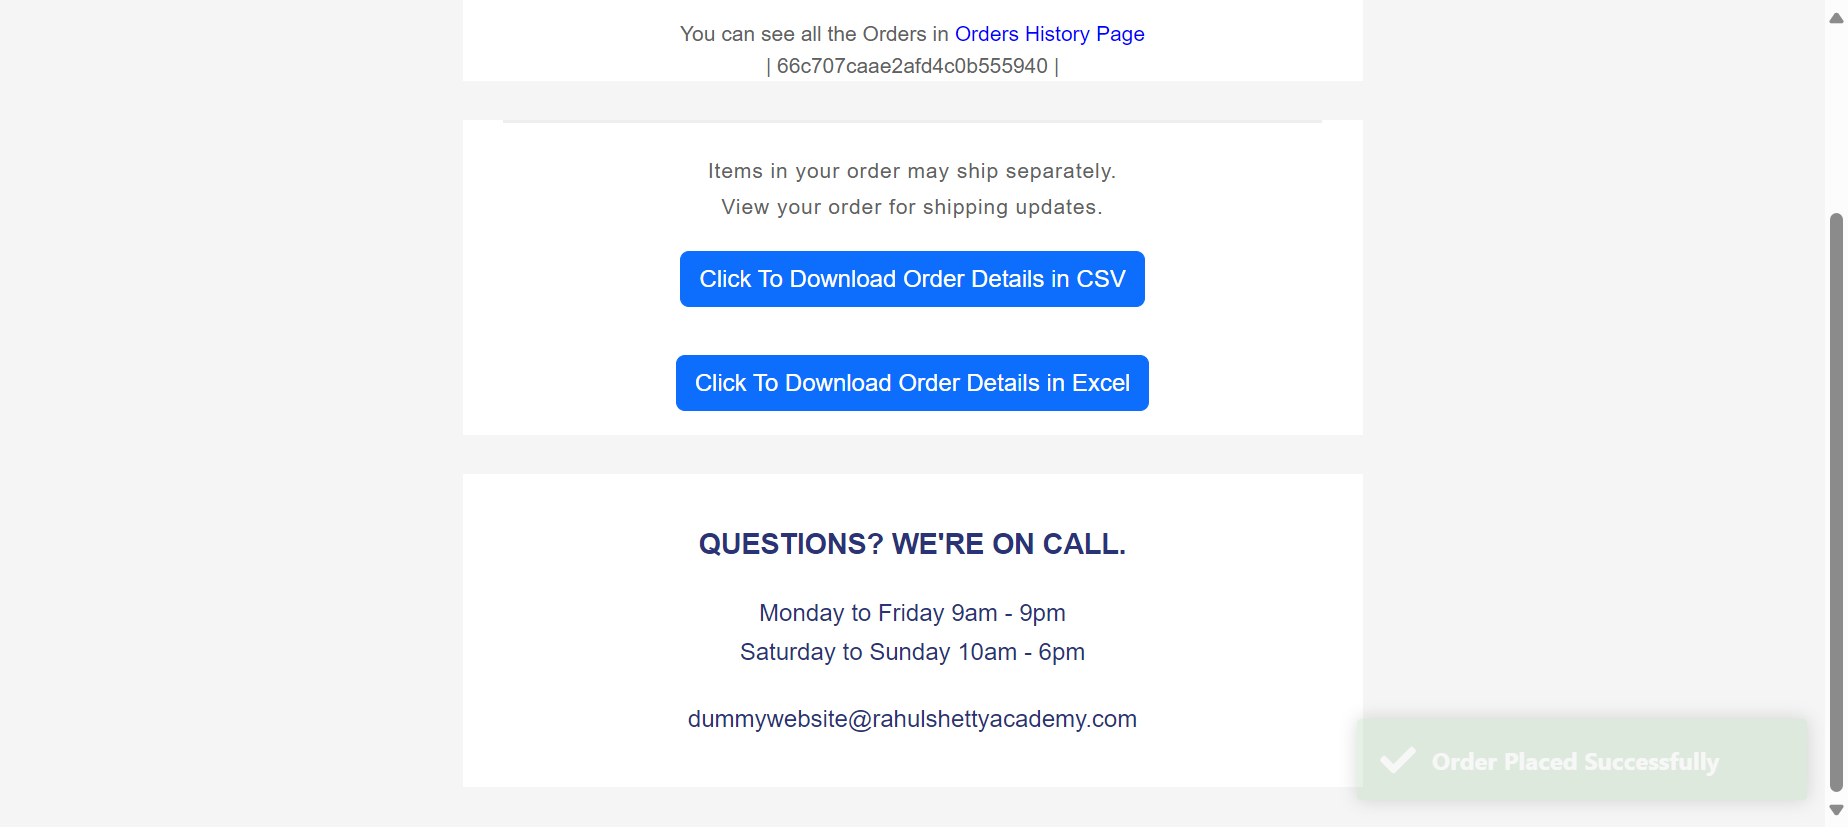 You can see all the Orders in Orders History Page
| 66c707caae2afd4c0b555940 |
Items in your order may ship separately.
View your order for shipping updates.
Click To Download Order Details in CSV
Click To Download Order Details in Excel
QUESTIONS? WE'RE ON CALL.
Monday to Friday 9am - 9pm
Saturday to Sunday 10am - 6pm
dummywebsite@rahulshettyacademy.com
Order Placed Successfully